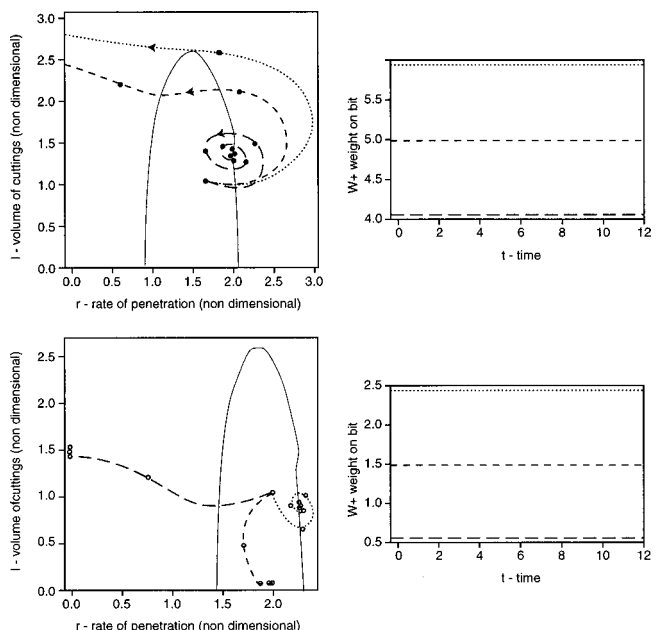 l - volume of cuttings (non dimensional)
3.0
2.5
2.0
1.5
1.0
0.5
0.0
0.0 0.5 1.0 1.5 2.0 2.5 3.0
r - rate of penetration (non dimensional)
W+ weight on bit
5.5
5.0
4.5
4.0
0 2 4 6 8 10 12
t - time
l - volume ofcuttings (non dimensional)
2.5
2.0
1.5
1.0
0.5
0.0
0.0 0.5 1.0 1.5 2.0
r - rate of penetration (non dimensional)
W+ weight on bit
2.5
2.0
1.5
1.0
0.5
0 2 4 6 8 10 12
t - time